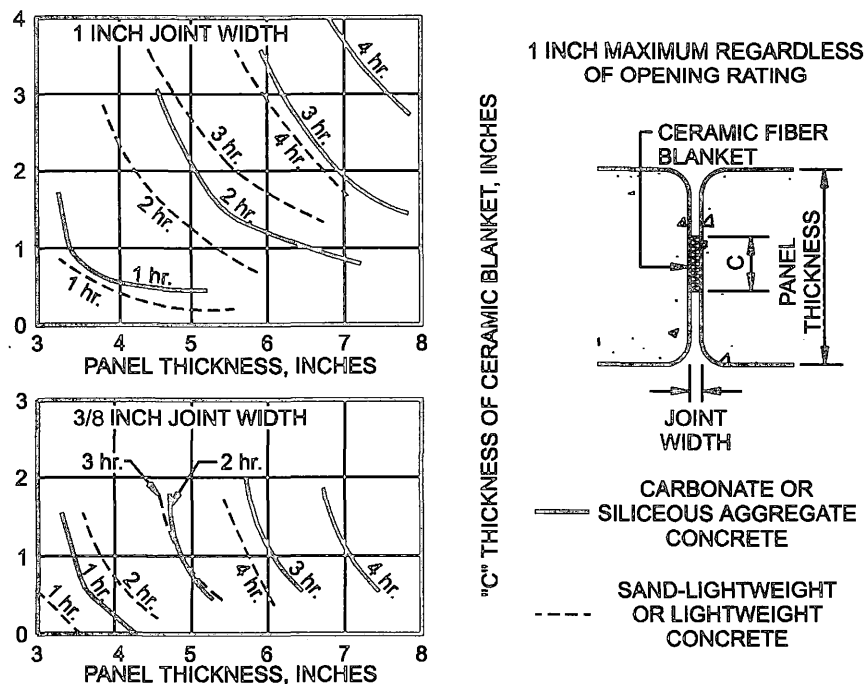 1 INCH JOINT WIDTH
4
3
2
1
0
1 hr.
1 hr.
2 hr.
2 hr.
3 hr.
4 hr.
3 hr.
4 hr.
3 4 5 6 7 8
PANEL THICKNESS, INCHES
3/8 INCH JOINT WIDTH
3
2
1
0
3 hr.
2 hr.
1 hr.
1 hr.
2 hr.
4 hr.
3 hr.
4 hr.
3 4 5 6 7 8
PANEL THICKNESS, INCHES
"C" THICKNESS OF CERAMIC BLANKET, INCHES
1 INCH MAXIMUM REGARDLESS
OF OPENING RATING
CERAMIC FIBER
BLANKET
C
PANEL
THICKNESS
JOINT
WIDTH
CARBONATE OR
SILICEOUS AGGREGATE
CONCRETE
SAND-LIGHTWEIGHT
OR LIGHTWEIGHT
CONCRETE